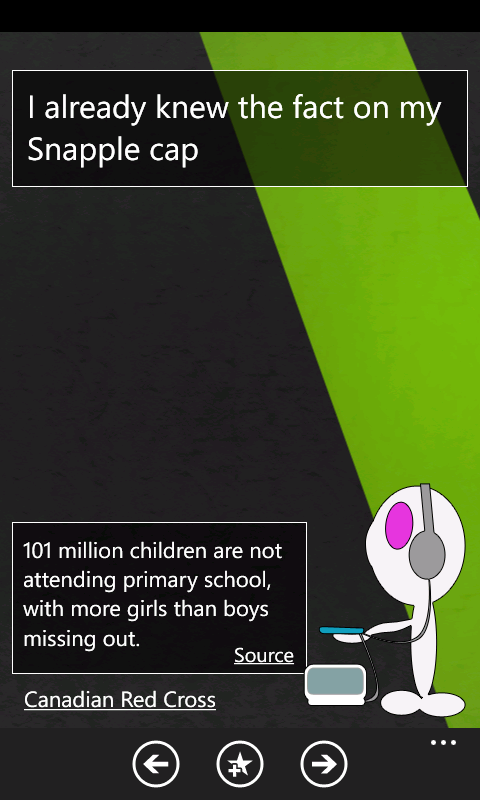 I already knew the fact on my
Snapple cap
101 million children are not
attending primary school,
with more girls than boys
missing out.
Source
Canadian Red Cross